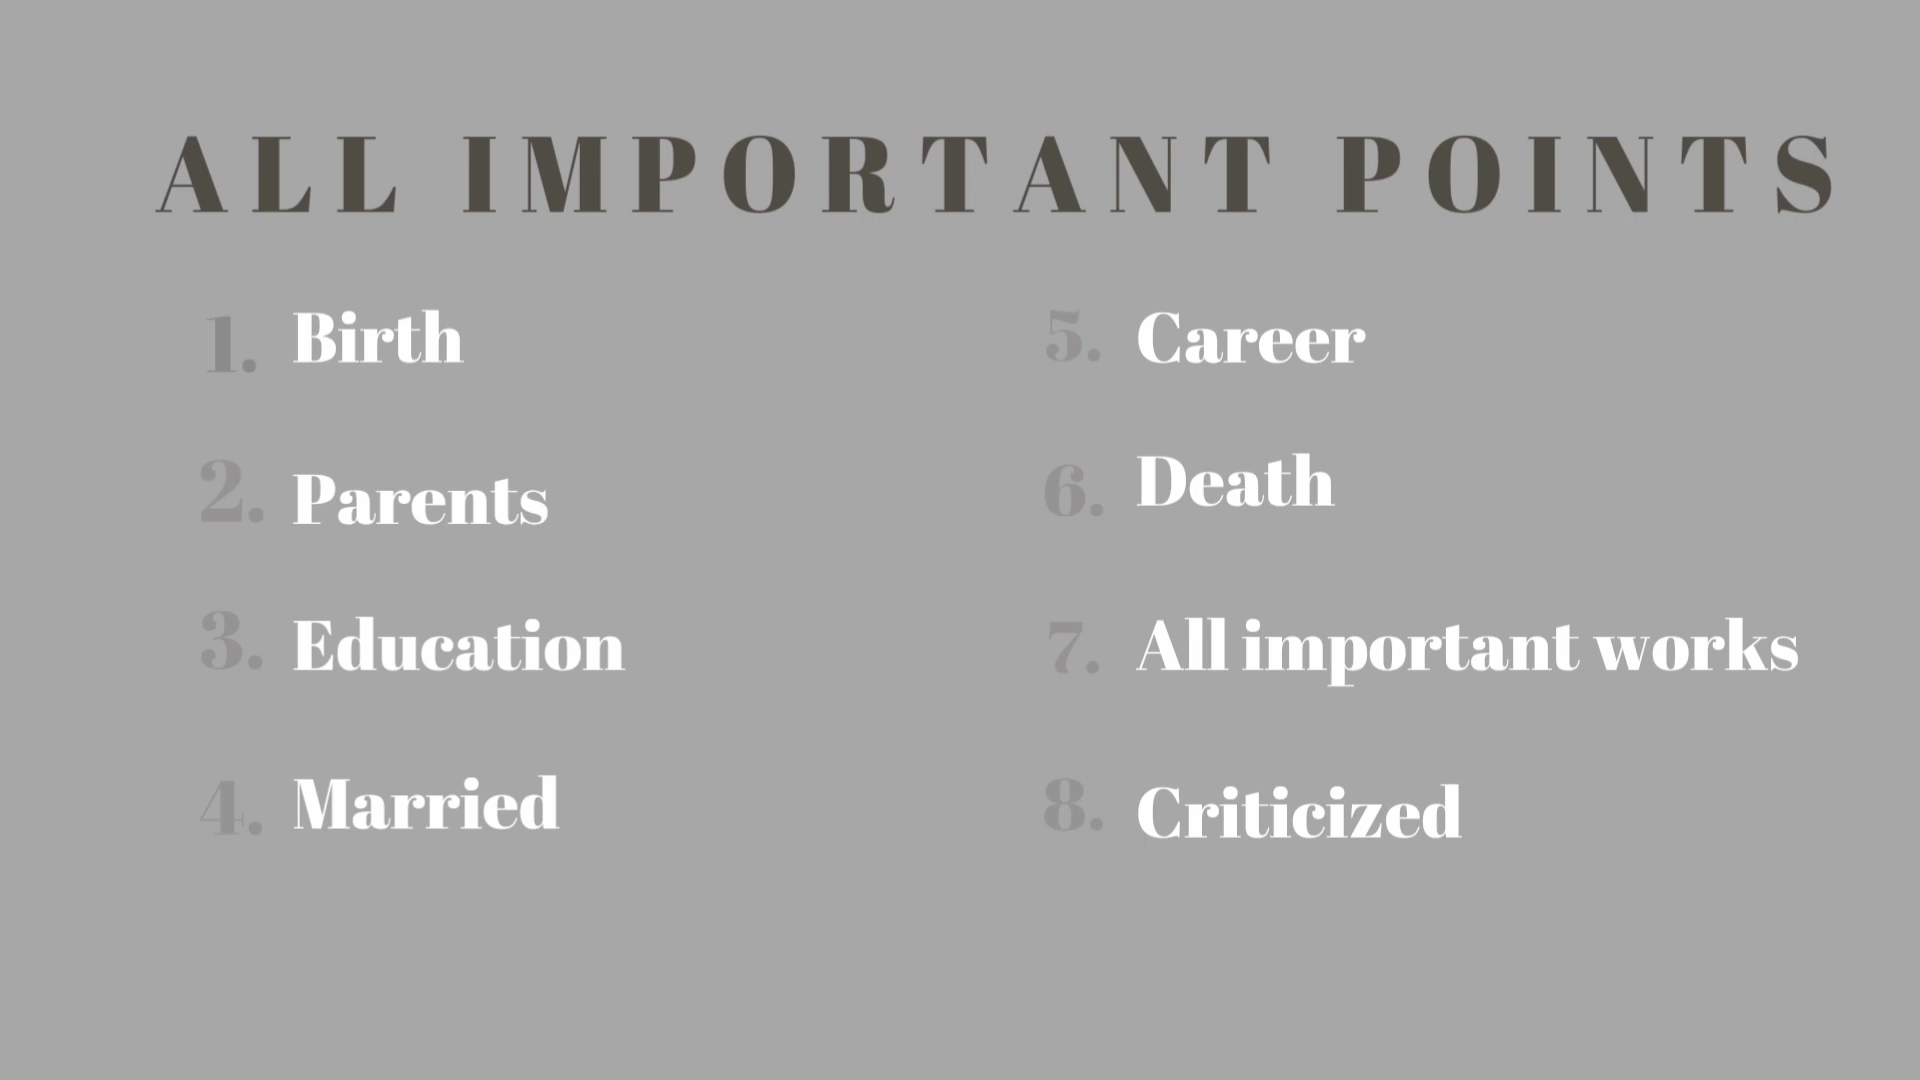 ALL IMPORTANT POINTS
1. Birth
2. Parents
3. Education
4. Married
5. Career
6. Death
7. All important works
8. Criticized